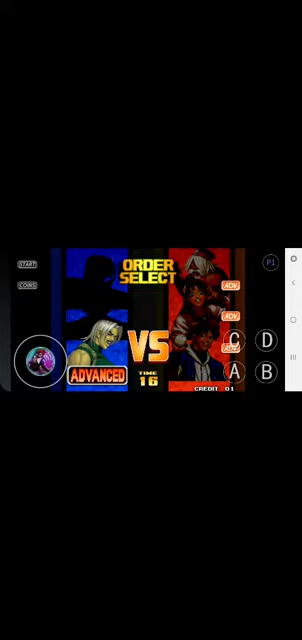 START
COINS
ORDER
SELECT
P1
ADV
ADV
VS
C
D
ADVANCED
TIME
16
A
B
CREDIT 01